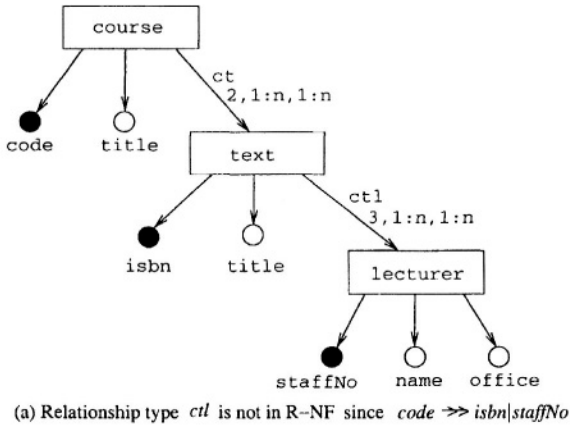 course
ct
2,1:n,1:n
code
title
text
ctl
3,1:n,1:n
isbn
title
lecturer
staffNo
name
office
(a) Relationship type ctl is not in R--NF since code ->> isbn|staffNo